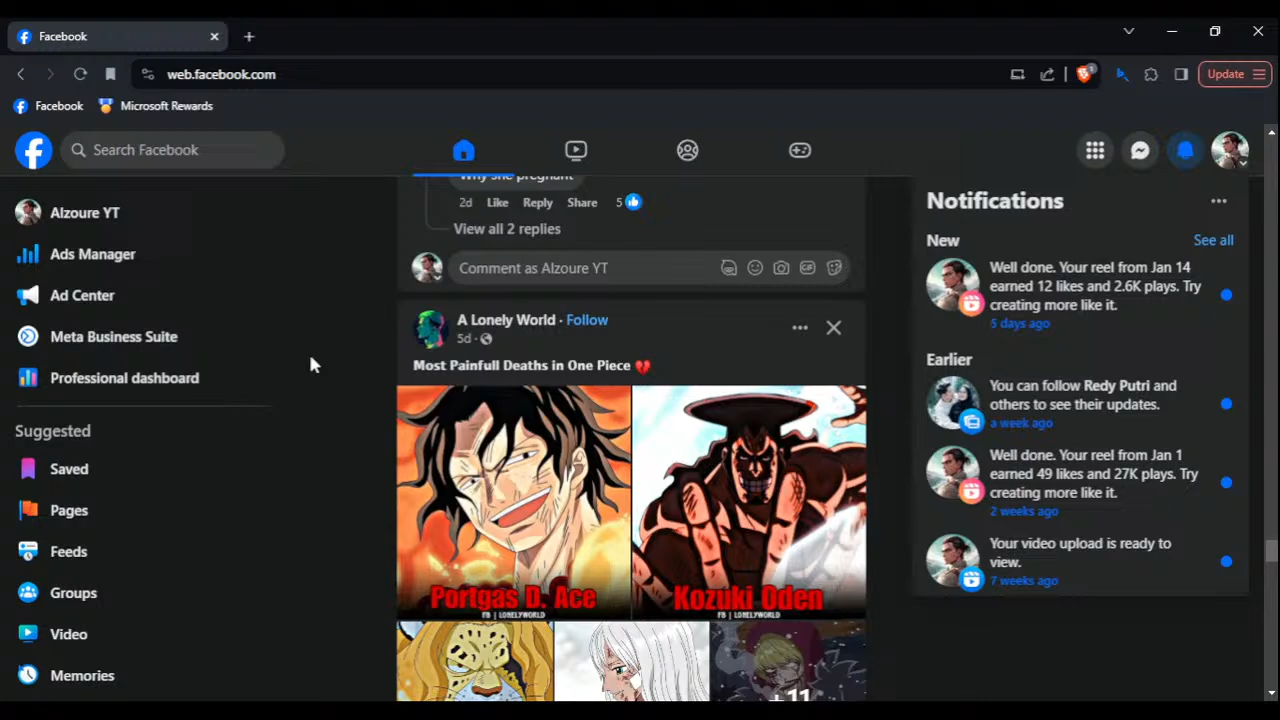 Facebook
web.facebook.com
Update
Facebook
Microsoft Rewards
Search Facebook
Alzoure YT
Ads Manager
Ad Center
Meta Business Suite
Professional dashboard
Suggested
Saved
Pages
Feeds
Groups
Video
Memories
Why she pregnant
2d Like Reply Share 5
View all 2 replies
Comment as Alzoure YT
GIF
A Lonely World · Follow
5d ·
Most Painfull Deaths in One Piece 💔
Portgas D. Ace
FB | LONELYWORLD
Kozuki Oden
FB | LONELYWORLD
+11
Notifications
New
See all
Well done. Your reel from Jan 14
earned 12 likes and 2.6K plays. Try
creating more like it.
5 days ago
Earlier
You can follow Redy Putri and
others to see their updates.
a week ago
Well done. Your reel from Jan 1
earned 49 likes and 27K plays. Try
creating more like it.
2 weeks ago
Your video upload is ready to
view.
7 weeks ago